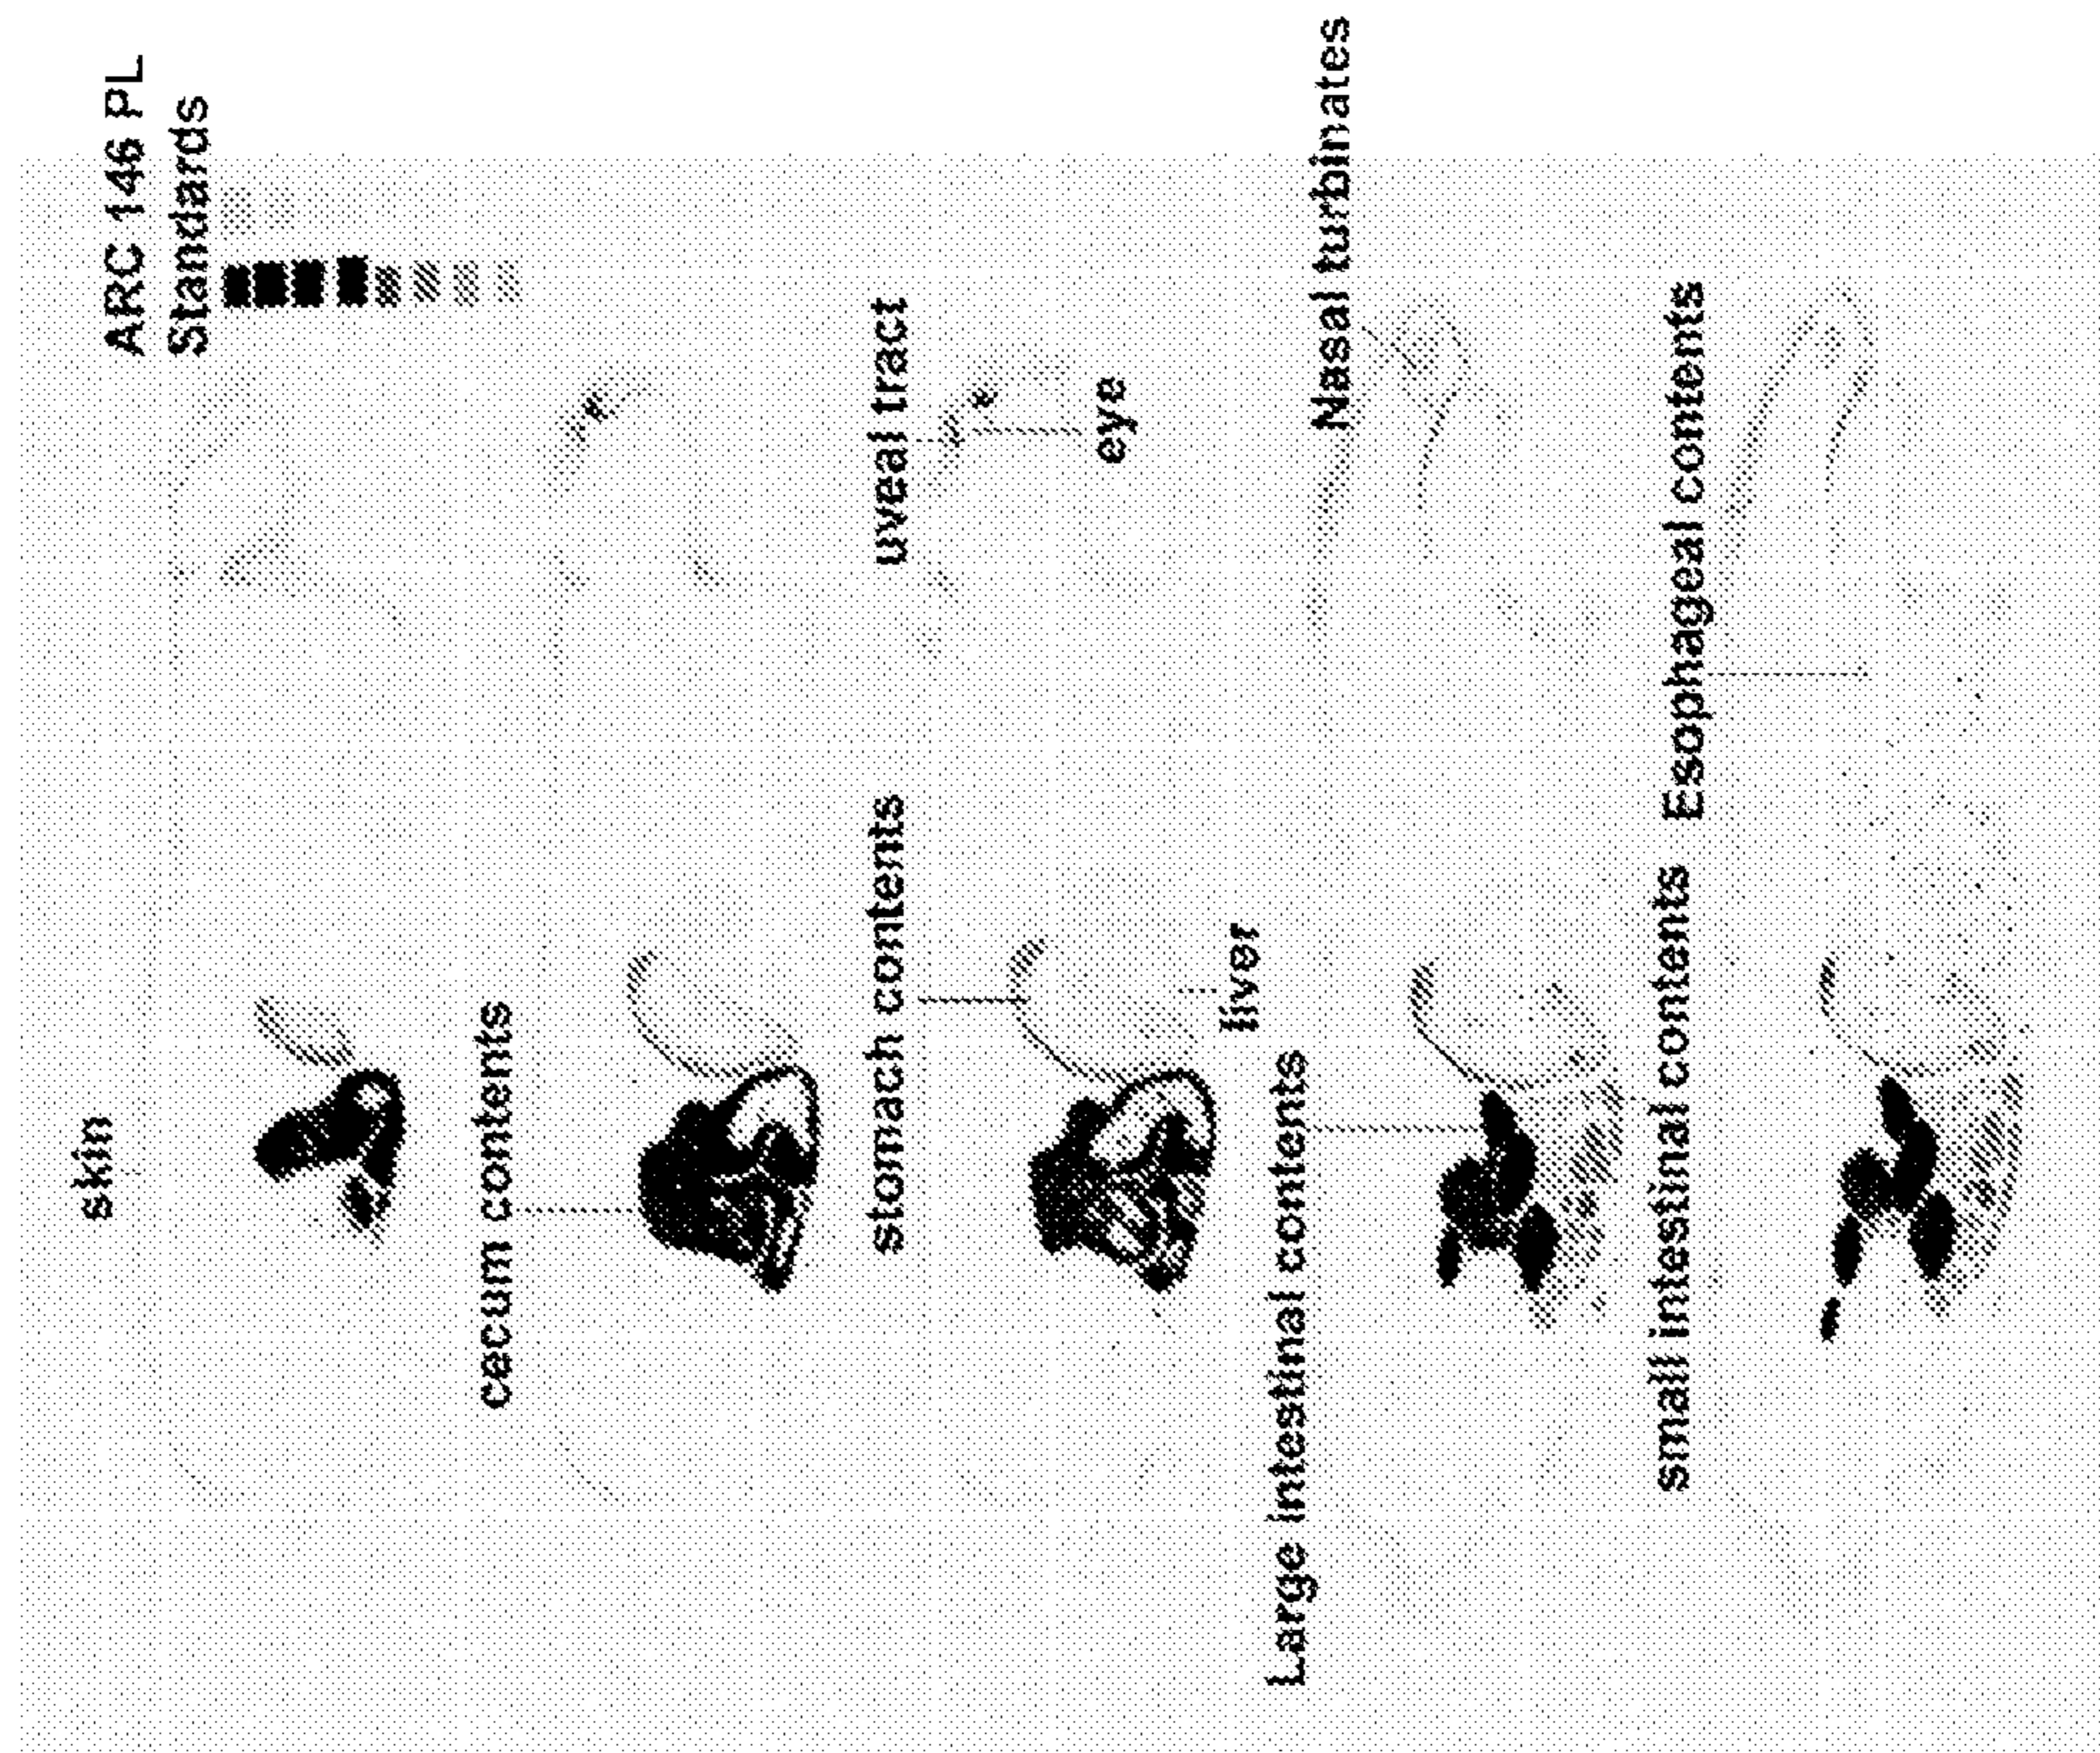 ARC 146 PL
Standards
skin
cecum contents
uveal tract
eye
stomach contents
liver
Nasal turbinates
Large intestinal contents
Esophageal contents
small intestinal contents